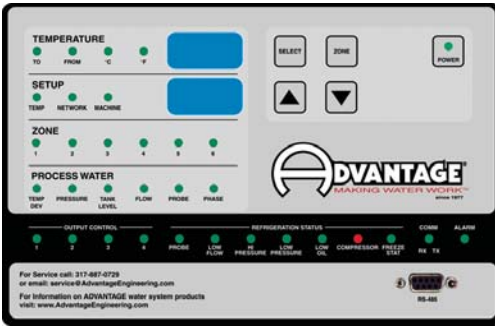 TEMPERATURE
TO FROM °C °F
SELECT ZONE POWER
SETUP
TEMP NETWORK MACHINE
ZONE
1 2 3 4 5 6
PROCESS WATER
TEMP DEV PRESSURE TANK LEVEL FLOW PROBE PHASE
ADVANTAGE®
MAKING WATER WORK™
since 1977
OUTPUT CONTROL REFRIGERATION STATUS COMM ALARM
1 2 3 4 PROBE LOW FLOW HI PRESSURE LOW PRESSURE LOW OIL COMPRESSOR FREEZE STAT RX TX
For Service call: 317-887-0729
or email: service@AdvantageEngineering.com
For Information on ADVANTAGE water system products
visit: www.AdvantageEngineering.com
RS-485